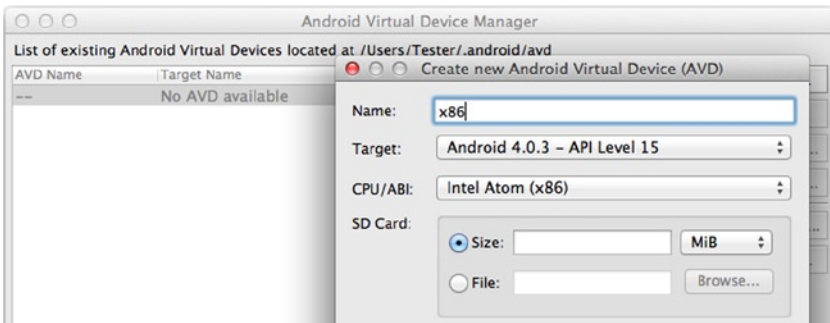 Android Virtual Device Manager
List of existing Android Virtual Devices located at /Users/Tester/.android/avd
AVD Name Target Name
-- No AVD available
Create new Android Virtual Device (AVD)
Name: x86
Target: Android 4.0.3 – API Level 15
CPU/ABI: Intel Atom (x86)
SD Card:
Size: MiB
File: Browse...